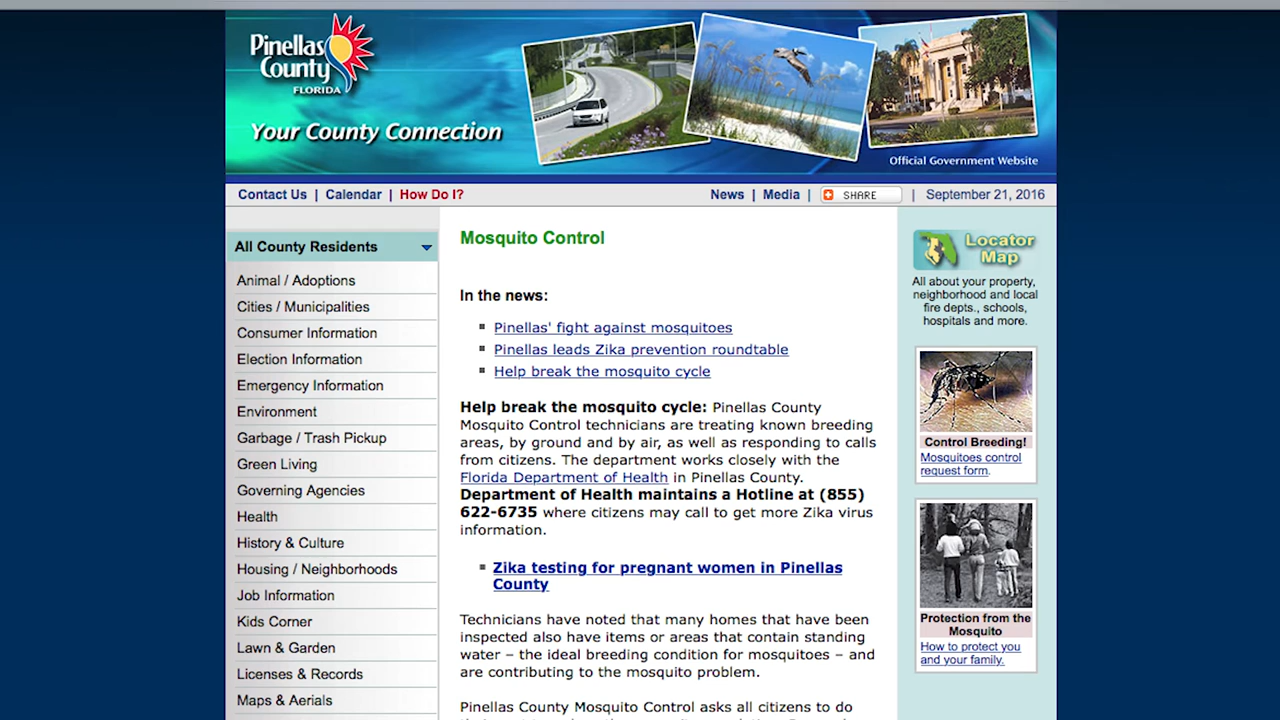 Pinellas
County
FLORIDA
Your County Connection
Official Government Website
Contact Us | Calendar | How Do I?
News | Media | SHARE | September 21, 2016
All County Residents
Animal / Adoptions
Cities / Municipalities
Consumer Information
Election Information
Emergency Information
Environment
Garbage / Trash Pickup
Green Living
Governing Agencies
Health
History & Culture
Housing / Neighborhoods
Job Information
Kids Corner
Lawn & Garden
Licenses & Records
Maps & Aerials
Mosquito Control
In the news:
Pinellas' fight against mosquitoes
Pinellas leads Zika prevention roundtable
Help break the mosquito cycle
Help break the mosquito cycle: Pinellas County
Mosquito Control technicians are treating known breeding
areas, by ground and by air, as well as responding to calls
from citizens. The department works closely with the
Florida Department of Health in Pinellas County.
Department of Health maintains a Hotline at (855)
622-6735 where citizens may call to get more Zika virus
information.
Zika testing for pregnant women in Pinellas
County
Technicians have noted that many homes that have been
inspected also have items or areas that contain standing
water – the ideal breeding condition for mosquitoes – and
are contributing to the mosquito problem.
Pinellas County Mosquito Control asks all citizens to do
Locator
Map
All about your property,
neighborhood and local
fire depts., schools,
hospitals and more.
Control Breeding!
Mosquitoes control
request form.
Protection from the
Mosquito
How to protect you
and your family.